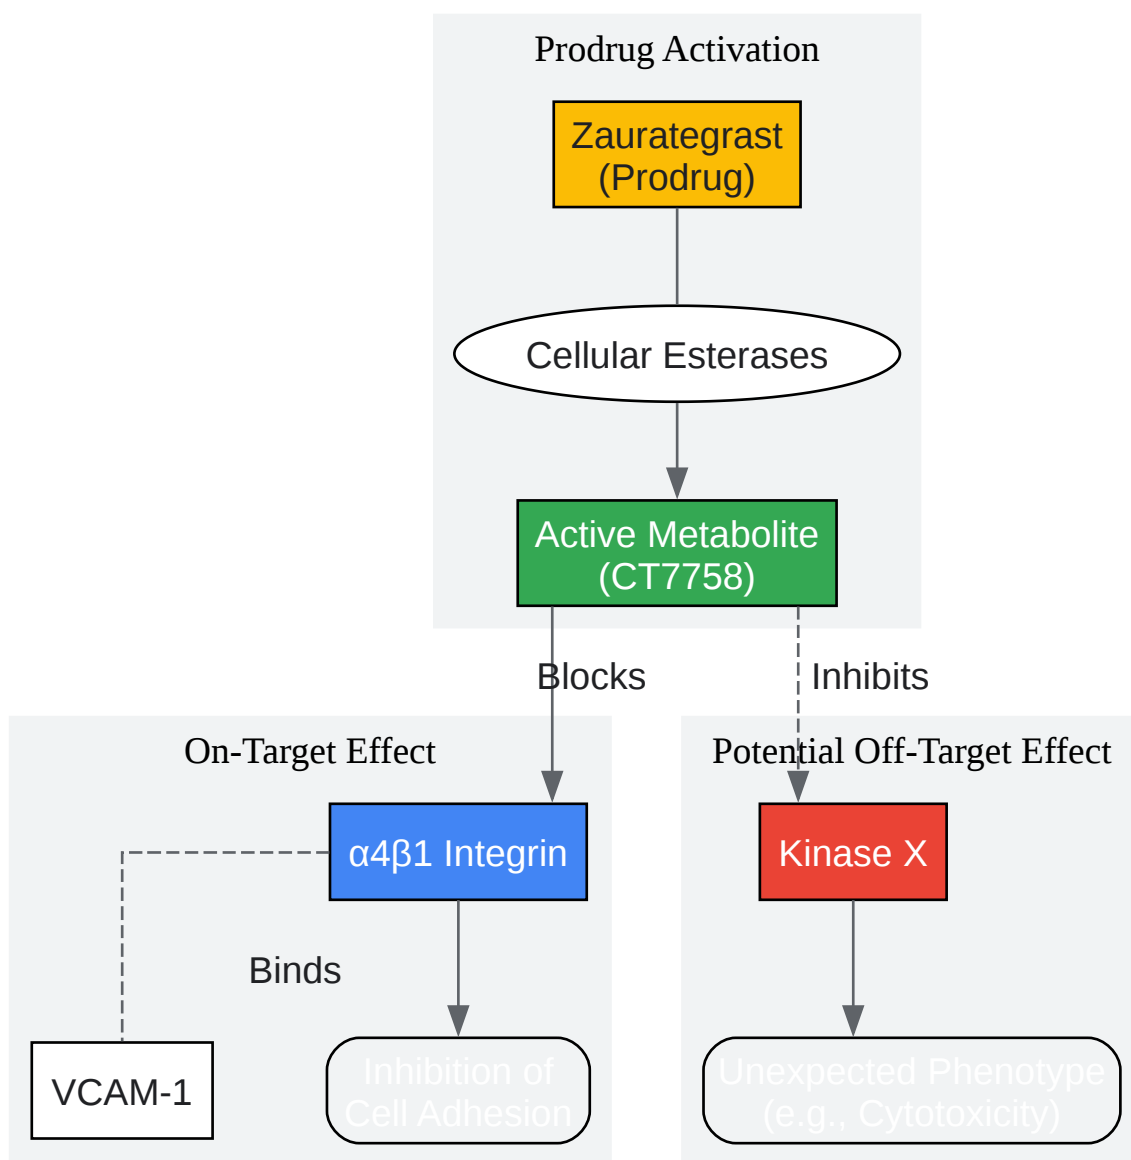 Prodrug Activation
Zaurategrast
(Prodrug)
Cellular Esterases
Active Metabolite
(CT7758)
Blocks
Inhibits
On-Target Effect
Potential Off-Target Effect
α4β1 Integrin
Kinase X
Binds
VCAM-1
Inhibition of
Cell Adhesion
Unexpected Phenotype
(e.g., Cytotoxicity)